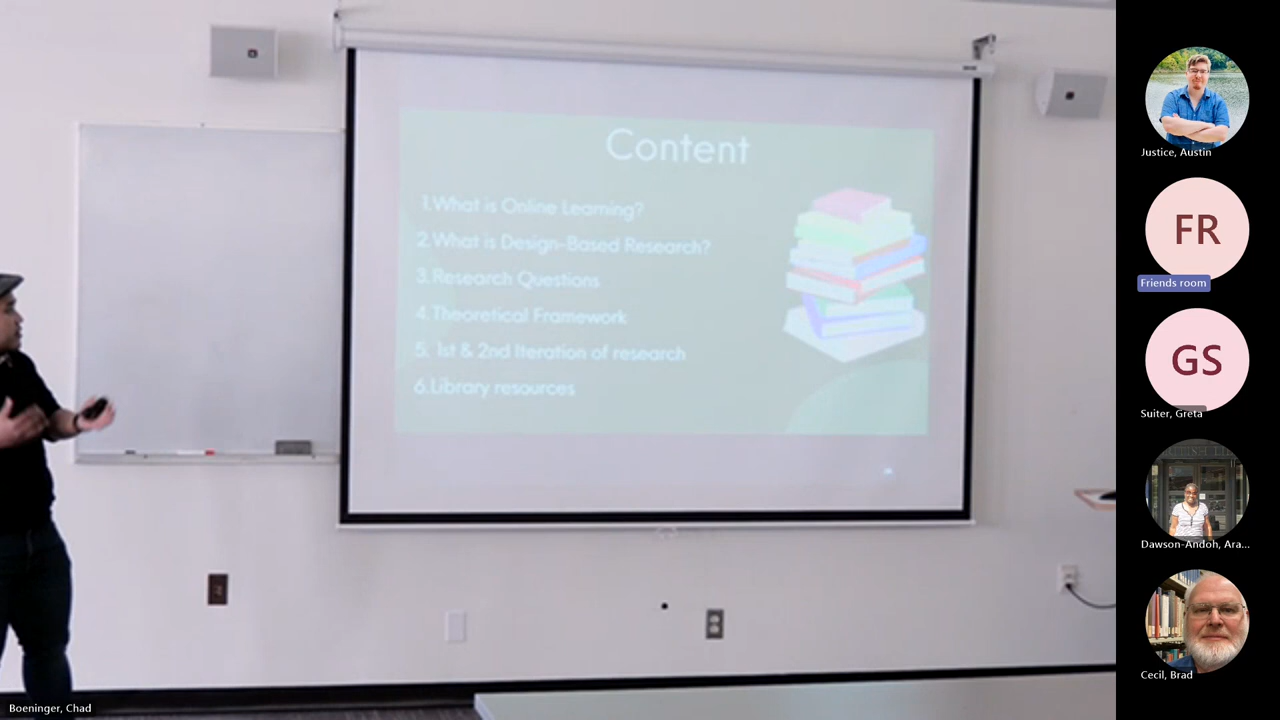 Content
1.What is Online Learning?
2.What is Design-Based Research?
3.Research Questions
4.Theoretical Framework
5. 1st & 2nd Iteration of research
6.Library resources
Boeninger, Chad
Justice, Austin
FR
Friends room
GS
Suiter, Greta
Dawson-Andoh, Ara...
Cecil, Brad